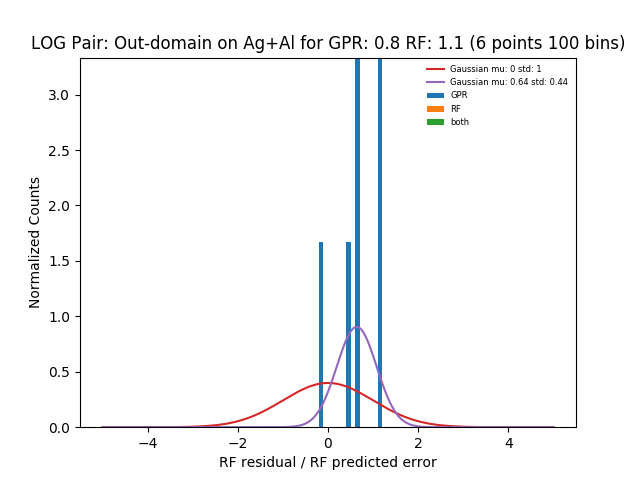 LOG Pair: Out-domain on Ag+Al for GPR: 0.8 RF: 1.1 (6 points 100 bins)
Gaussian mu: 0 std: 1
Gaussian mu: 0.64 std: 0.44
GPR
RF
both
Normalized Counts
3.0
2.5
2.0
1.5
1.0
0.5
0.0
−4 −2 0 2 4
RF residual / RF predicted error